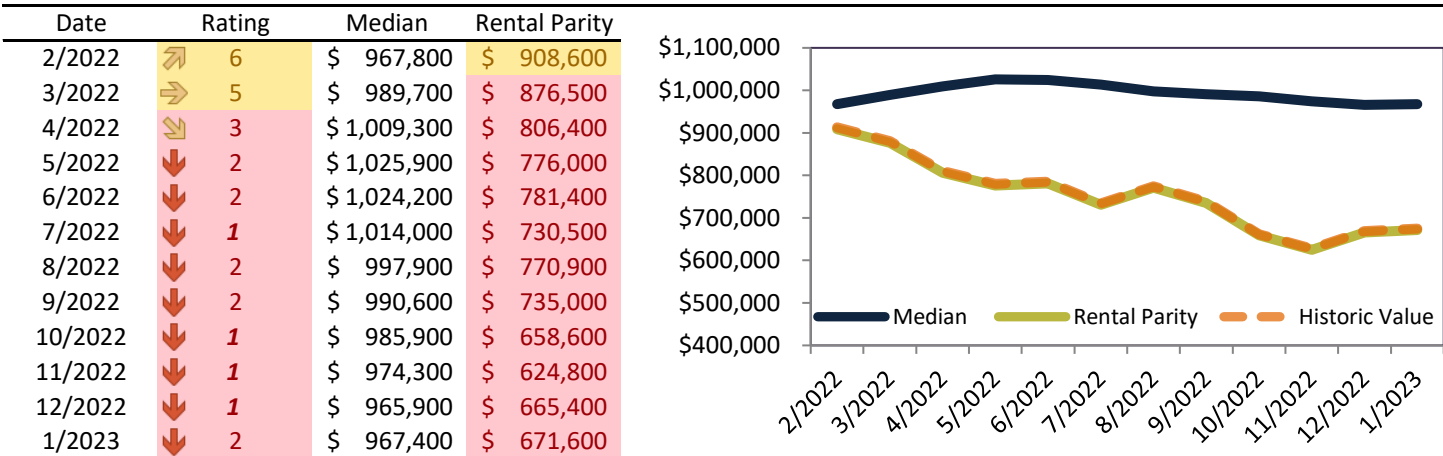 Date Rating Median Rental Parity
2/2022 6 $ 967,800 $ 908,600
3/2022 5 $ 989,700 $ 876,500
4/2022 3 $ 1,009,300 $ 806,400
5/2022 2 $ 1,025,900 $ 776,000
6/2022 2 $ 1,024,200 $ 781,400
7/2022 1 $ 1,014,000 $ 730,500
8/2022 2 $ 997,900 $ 770,900
9/2022 2 $ 990,600 $ 735,000
10/2022 1 $ 985,900 $ 658,600
11/2022 1 $ 974,300 $ 624,800
12/2022 1 $ 965,900 $ 665,400
1/2023 2 $ 967,400 $ 671,600
$1,100,000
$1,000,000
$900,000
$800,000
$700,000
$600,000
$500,000
$400,000
Median Rental Parity Historic Value
2/2022 3/2022 4/2022 5/2022 6/2022 7/2022 8/2022 9/2022 10/2022 11/2022 12/2022 1/2023